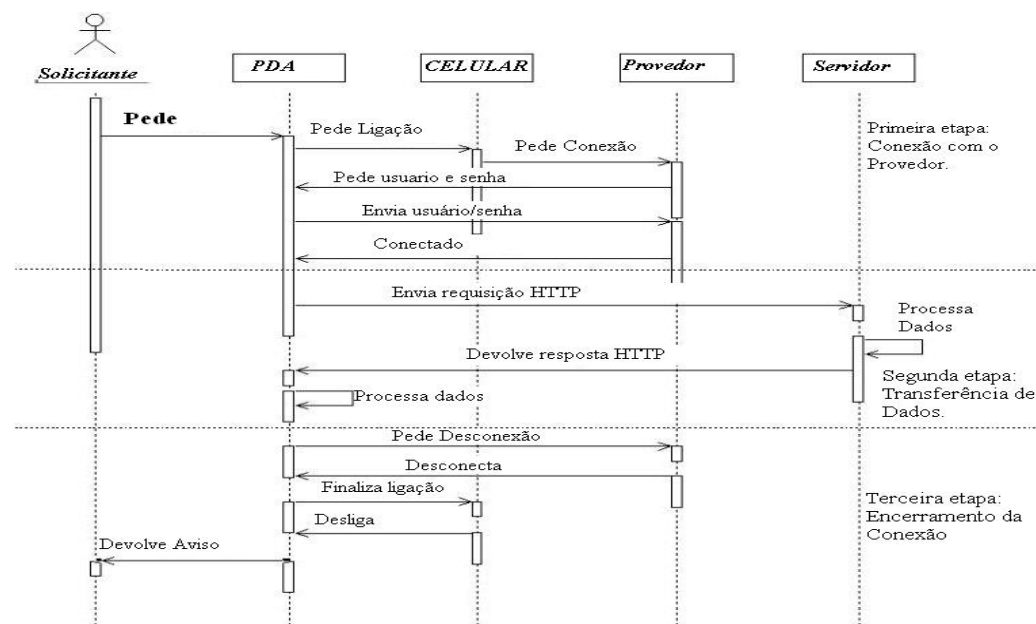 Solicitante
PDA
CELULAR
Provedor
Servidor
Pede
Pede Ligação
Pede Conexão
Primeira etapa:
Conexão com o
Provedor.
Pede usuario e senha
Envia usuário/senha
Conectado
Envia requisição HTTP
Processa
Dados
Devolve resposta HTTP
Segunda etapa:
Transferência de
Dados.
Processa dados
Pede Desconexão
Desconecta
Finaliza ligação
Terceira etapa:
Encerramento da
Conexão
Desliga
Devolve Aviso